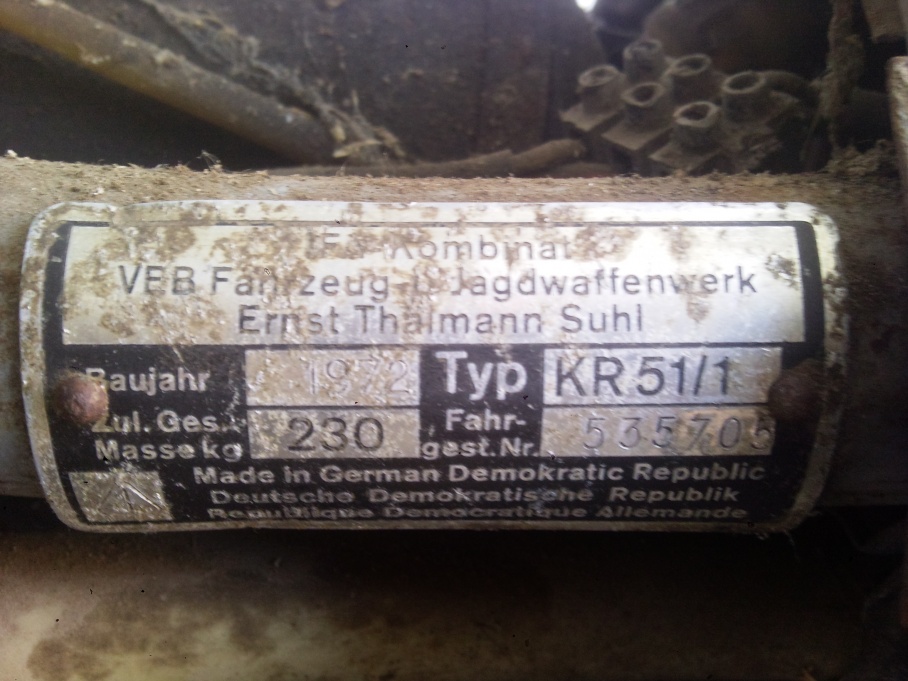 IFA-Kombinat
VEB Fahrzeug-u. Jagdwaffenwerk
Ernst Thälmann Suhl
Baujahr 1972 Typ KR 51/1
Zul. Ges.- 230 Fahr- 535705
Masse kg gest. Nr.
Made in German Demokratic Republic
Deutsche Demokratische Republik
Republique Democratique Allemande